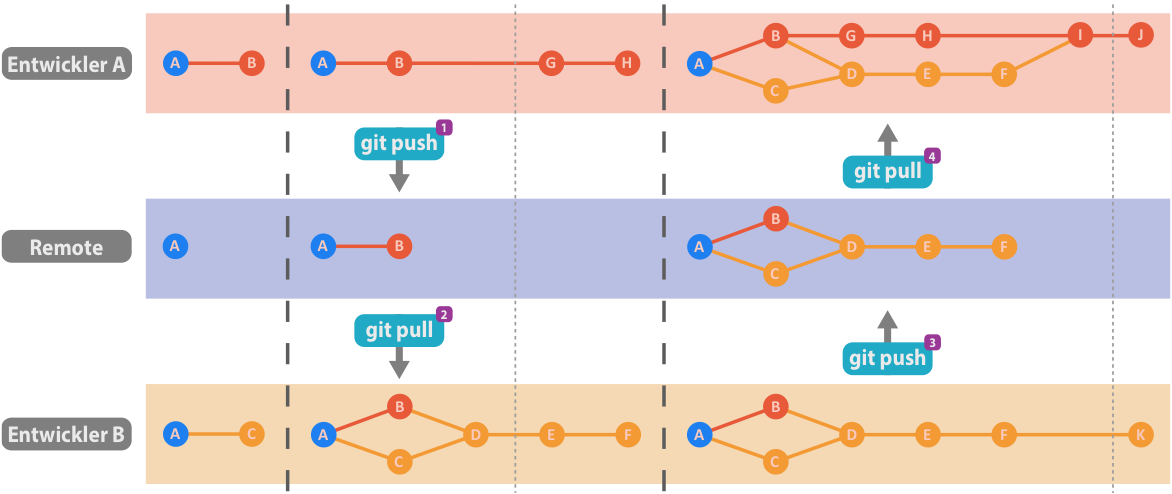 Entwickler A
A B
A B G H
A B G H I J
C D E F
git push 1
git pull 4
Remote
A
A B
A B
C D E F
git pull 2
git push 3
Entwickler B
A C
A B
C D E F
A B
C D E F K